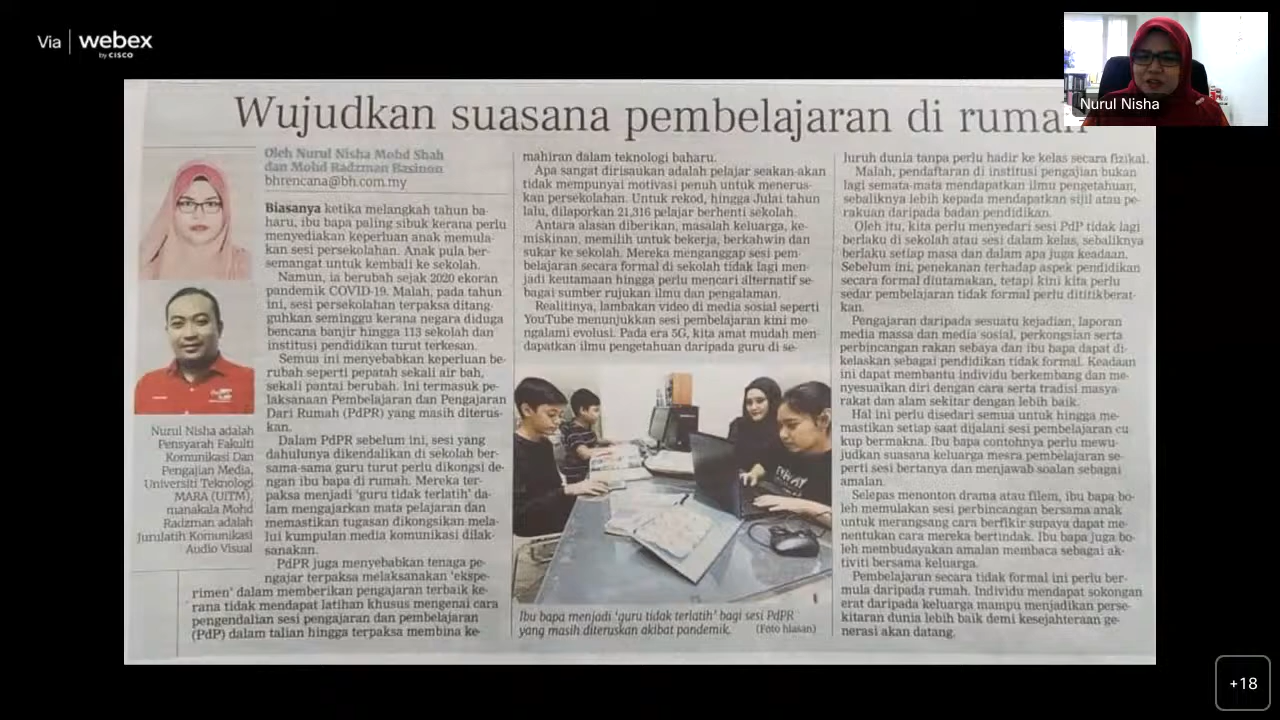 Via webex
by CISCO
Nurul Nisha
Wujudkan suasana pembelajaran di rumah
Oleh Nurul Nisha Mohd Shah
dan Mohd Radzman Basinon
bhrencana@bh.com.my
Biasanya ketika melangkah tahun ba-
haru, ibu bapa paling sibuk kerana perlu
menyediakan keperluan anak memula-
kan sesi persekolahan. Anak pula ber-
semangat untuk kembali ke sekolah.
Namun, ia berubah sejak 2020 ekoran
pandemik COVID-19. Malah, pada tahun
ini, sesi persekolahan terpaksa ditang-
guhkan seminggu kerana negara diduga
bencana banjir hingga 113 sekolah dan
institusi pendidikan turut terkesan.
Semua ini menyebabkan keperluan be-
rubah seperti pepatah sekali air bah,
sekali pantai berubah. Ini termasuk pe-
laksanaan Pembelajaran dan Pengajaran
Dari Rumah (PdPR) yang masih diterus-
kan.
Dalam PdPR sebelum ini, sesi yang
dahulunya dikendalikan di sekolah ber-
sama-sama guru turut perlu dikongsi de-
ngan ibu bapa di rumah. Mereka ter-
paksa menjadi 'guru tidak terlatih' da-
lam mengajarkan mata pelajaran dan
memastikan tugasan dikongsikan mela-
lui kumpulan media komunikasi dilak-
sanakan.
PdPR juga menyebabkan tenaga pe-
ngajar terpaksa melaksanakan 'ekspe-
rimen' dalam memberikan pengajaran terbaik ke-
rana tidak mendapat latihan khusus mengenai cara
pengendalian sesi pengajaran dan pembelajaran
(PdP) dalam talian hingga terpaksa membina ke-
Nurul Nisha adalah
Pensyarah Fakulti
Komunikasi Dan
Pengajian Media,
Universiti Teknologi
MARA (UiTM),
manakala Mohd
Radzman adalah
Jurulatih Komunikasi
Audio Visual
mahiran dalam teknologi baharu.
Apa sangat dirisaukan adalah pelajar seakan-akan
tidak mempunyai motivasi penuh untuk menerus-
kan persekolahan. Untuk rekod, hingga Julai tahun
lalu, dilaporkan 21,316 pelajar berhenti sekolah.
Antara alasan diberikan, masalah keluarga, ke-
miskinan, memilih untuk bekerja, berkahwin dan
sukar ke sekolah. Mereka menganggap sesi pem-
belajaran secara formal di sekolah tidak lagi men-
jadi keutamaan hingga perlu mencari alternatif se-
bagai sumber rujukan ilmu dan pengalaman.
Realitinya, lambakan video di media sosial seperti
YouTube menunjukkan sesi pembelajaran kini me-
ngalami evolusi. Pada era 5G, kita amat mudah men-
dapatkan ilmu pengetahuan daripada guru di se-
Ibu bapa menjadi 'guru tidak terlatih' bagi sesi PdPR
yang masih diteruskan akibat pandemik. (Foto hiasan)
luruh dunia tanpa perlu hadir ke kelas secara fizikal.
Malah, pendaftaran di institusi pengajian bukan
lagi semata-mata mendapatkan ilmu pengetahuan,
sebaliknya lebih kepada mendapatkan sijil atau pe-
rakuan daripada badan pendidikan.
Oleh itu, kita perlu menyedari sesi PdP tidak lagi
berlaku di sekolah atau sesi dalam kelas, sebaliknya
berlaku setiap masa dan dalam apa juga keadaan.
Sebelum ini, penekanan terhadap aspek pendidikan
secara formal diutamakan, tetapi kini kita perlu
sedar pembelajaran tidak formal perlu dititikberat-
kan.
Pengajaran daripada sesuatu kejadian, laporan
media massa dan media sosial, perkongsian serta
perbincangan rakan sebaya dan ibu bapa dapat di-
kelaskan sebagai pendidikan tidak formal. Keadaan
ini dapat membantu individu berkembang dan me-
nyesuaikan diri dengan cara serta tradisi masya-
rakat dan alam sekitar dengan lebih baik.
Hal ini perlu disedari semua untuk hingga me-
mastikan setiap saat dijalani sesi pembelajaran cu
kup bermakna. Ibu bapa contohnya perlu mewu-
judkan suasana keluarga mesra pembelajaran se-
perti sesi bertanya dan menjawab soalan sebagai
amalan.
Selepas menonton drama atau filem, ibu bapa bo-
leh memulakan sesi perbincangan bersama anak
untuk merangsang cara berfikir supaya dapat me-
nentukan cara mereka bertindak. Ibu bapa juga bo-
leh membudayakan amalan membaca sebagai ak-
tiviti bersama keluarga.
Pembelajaran secara tidak formal ini perlu ber-
mula daripada rumah. Individu mendapat sokongan
erat daripada keluarga mampu menjadikan perse-
kitaran dunia lebih baik demi kesejahteraan ge-
nerasi akan datang.
+18